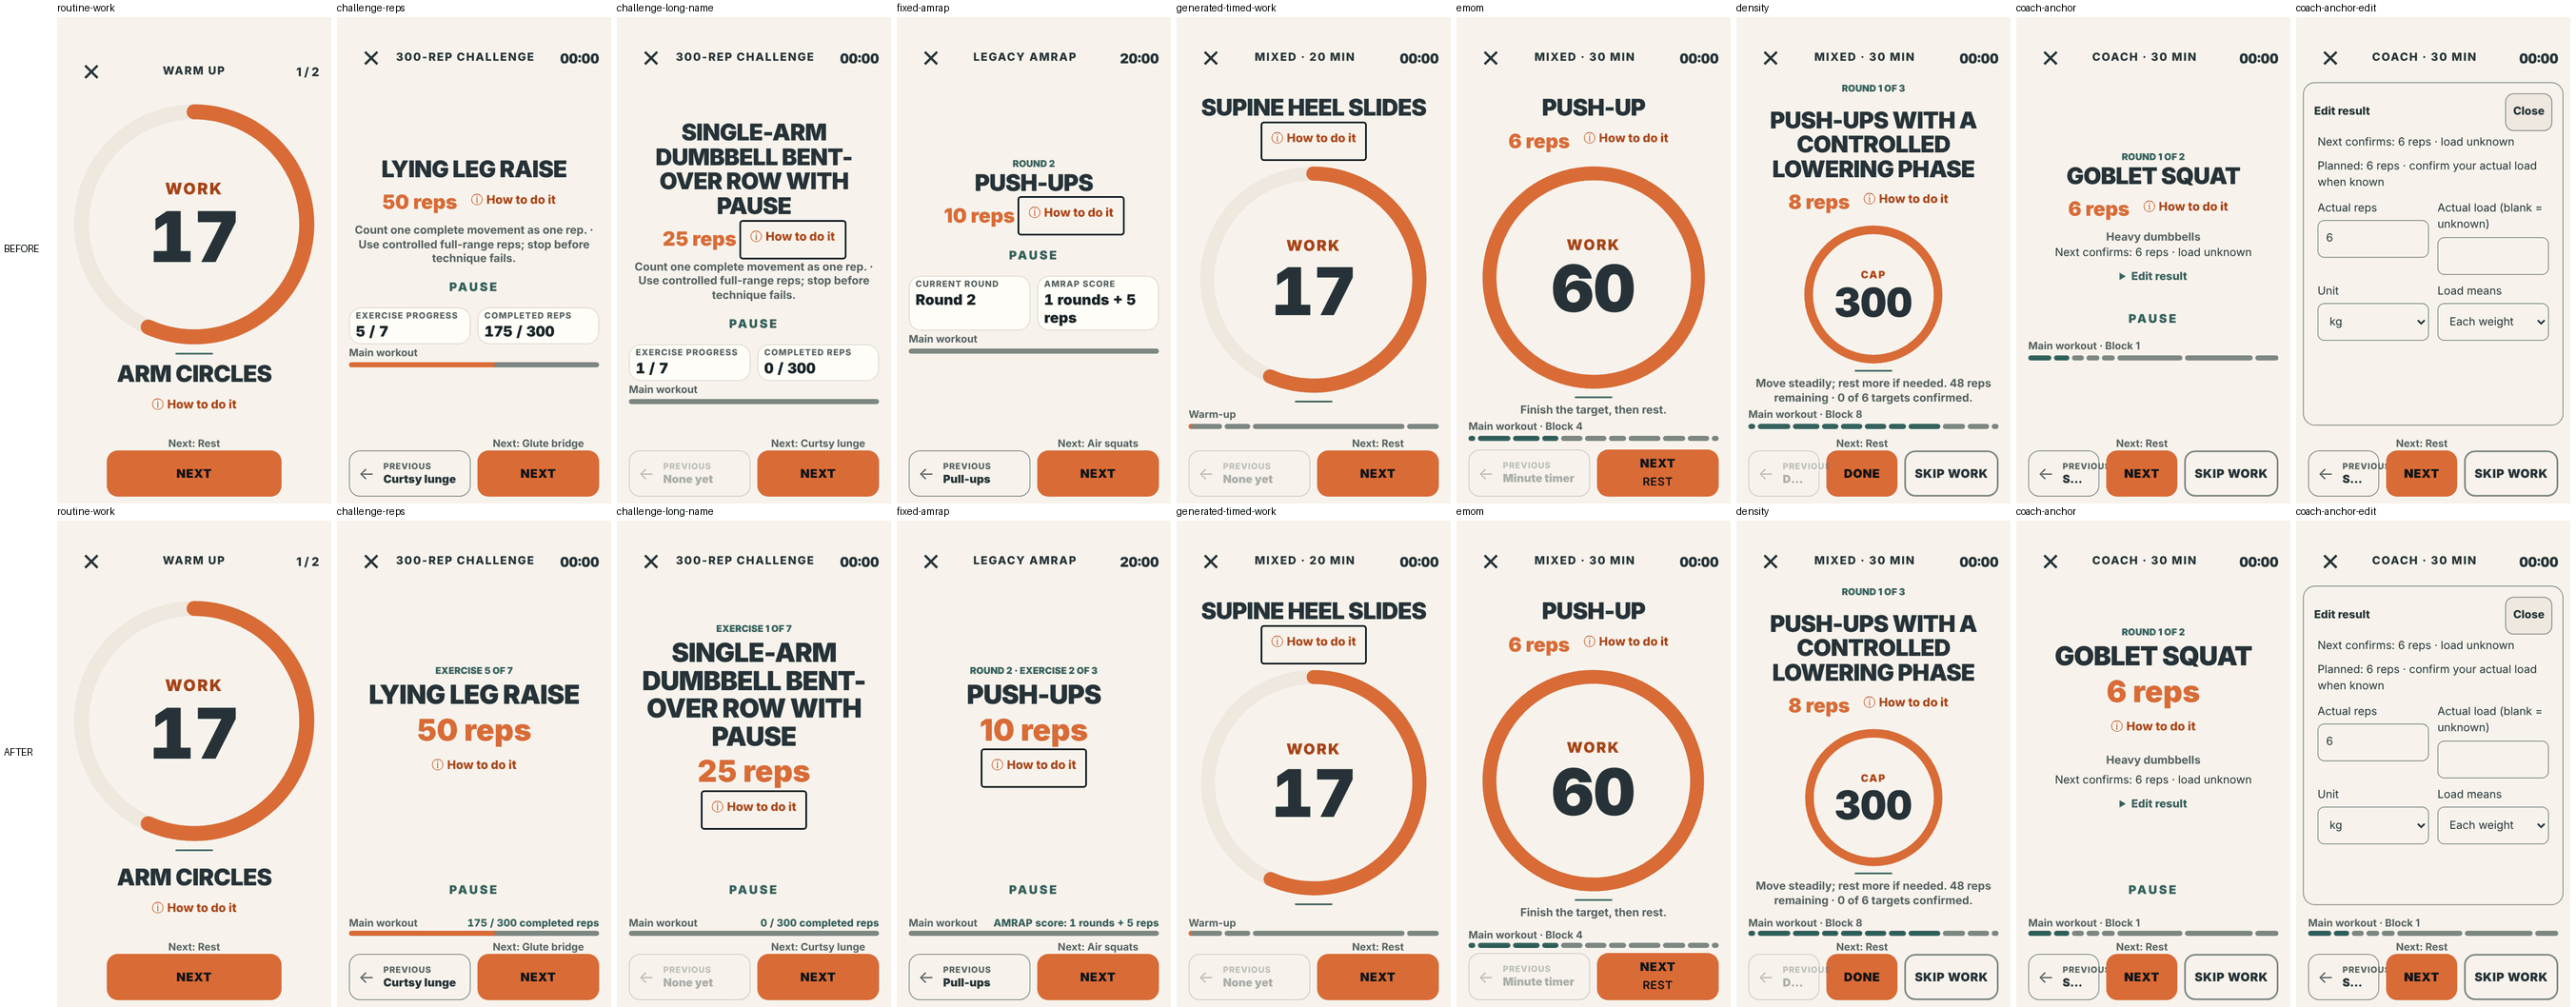 routine-work
challenge-reps
challenge-long-name
fixed-amrap
generated-timed-work
emom
density
coach-anchor
coach-anchor-edit
BEFORE
WARM UP
1 / 2
WORK
17
ARM CIRCLES
ⓘ How to do it
Next: Rest
NEXT
300-REP CHALLENGE
00:00
LYING LEG RAISE
50 reps
ⓘ How to do it
Count one complete movement as one rep. ·
Use controlled full-range reps; stop before
technique fails.
PAUSE
EXERCISE PROGRESS
5 / 7
COMPLETED REPS
175 / 300
Main workout
Next: Glute bridge
← PREVIOUS
Curtsy lunge
NEXT
300-REP CHALLENGE
00:00
SINGLE-ARM
DUMBBELL BENT-
OVER ROW WITH
PAUSE
25 reps
ⓘ How to do it
Count one complete movement as one rep. ·
Use controlled full-range reps; stop before
technique fails.
PAUSE
EXERCISE PROGRESS
1 / 7
COMPLETED REPS
0 / 300
Main workout
Next: Curtsy lunge
← PREVIOUS
None yet
NEXT
LEGACY AMRAP
20:00
ROUND 2
PUSH-UPS
10 reps
ⓘ How to do it
PAUSE
CURRENT ROUND
Round 2
AMRAP SCORE
1 rounds + 5
reps
Main workout
Next: Air squats
← PREVIOUS
Pull-ups
NEXT
MIXED · 20 MIN
00:00
SUPINE HEEL SLIDES
ⓘ How to do it
WORK
17
Warm-up
Next: Rest
← PREVIOUS
None yet
NEXT
MIXED · 30 MIN
00:00
PUSH-UP
6 reps
ⓘ How to do it
WORK
60
Finish the target, then rest.
Main workout · Block 4
← PREVIOUS
Minute timer
NEXT
REST
MIXED · 30 MIN
00:00
ROUND 1 OF 3
PUSH-UPS WITH A
CONTROLLED
LOWERING PHASE
8 reps
ⓘ How to do it
CAP
300
Move steadily; rest more if needed. 48 reps
remaining · 0 of 6 targets confirmed.
Main workout · Block 8
Next: Rest
← PREVIOUS
D...
DONE
SKIP WORK
COACH · 30 MIN
00:00
ROUND 1 OF 2
GOBLET SQUAT
6 reps
ⓘ How to do it
Heavy dumbbells
Next confirms: 6 reps · load unknown
▸ Edit result
PAUSE
Main workout · Block 1
Next: Rest
← PREVIOUS
S...
NEXT
SKIP WORK
COACH · 30 MIN
00:00
Edit result
Close
Next confirms: 6 reps · load unknown
Planned: 6 reps · confirm your actual load
when known
Actual reps
6
Actual load (blank =
unknown)
Unit
kg
Load means
Each weight
Next: Rest
← PREVIOUS
S...
NEXT
SKIP WORK
routine-work
challenge-reps
challenge-long-name
fixed-amrap
generated-timed-work
emom
density
coach-anchor
coach-anchor-edit
AFTER
WARM UP
1 / 2
WORK
17
ARM CIRCLES
ⓘ How to do it
Next: Rest
NEXT
300-REP CHALLENGE
00:00
EXERCISE 5 OF 7
LYING LEG RAISE
50 reps
ⓘ How to do it
PAUSE
Main workout
175 / 300 completed reps
Next: Glute bridge
← PREVIOUS
Curtsy lunge
NEXT
300-REP CHALLENGE
00:00
EXERCISE 1 OF 7
SINGLE-ARM
DUMBBELL BENT-
OVER ROW WITH
PAUSE
25 reps
ⓘ How to do it
PAUSE
Main workout
0 / 300 completed reps
Next: Curtsy lunge
← PREVIOUS
None yet
NEXT
LEGACY AMRAP
20:00
ROUND 2 · EXERCISE 2 OF 3
PUSH-UPS
10 reps
ⓘ How to do it
PAUSE
Main workout
AMRAP score: 1 rounds + 5 reps
Next: Air squats
← PREVIOUS
Pull-ups
NEXT
MIXED · 20 MIN
00:00
SUPINE HEEL SLIDES
ⓘ How to do it
WORK
17
Warm-up
Next: Rest
← PREVIOUS
None yet
NEXT
MIXED · 30 MIN
00:00
PUSH-UP
6 reps
ⓘ How to do it
WORK
60
Finish the target, then rest.
Main workout · Block 4
← PREVIOUS
Minute timer
NEXT
REST
MIXED · 30 MIN
00:00
ROUND 1 OF 3
PUSH-UPS WITH A
CONTROLLED
LOWERING PHASE
8 reps
ⓘ How to do it
CAP
300
Move steadily; rest more if needed. 48 reps
remaining · 0 of 6 targets confirmed.
Main workout · Block 8
Next: Rest
← PREVIOUS
D...
DONE
SKIP WORK
COACH · 30 MIN
00:00
ROUND 1 OF 2
GOBLET SQUAT
6 reps
ⓘ How to do it
Heavy dumbbells
Next confirms: 6 reps · load unknown
▸ Edit result
PAUSE
Main workout · Block 1
Next: Rest
← PREVIOUS
S...
NEXT
SKIP WORK
COACH · 30 MIN
00:00
Edit result
Close
Next confirms: 6 reps · load unknown
Planned: 6 reps · confirm your actual load
when known
Actual reps
6
Actual load (blank =
unknown)
Unit
kg
Load means
Each weight
Main workout · Block 1
Next: Rest
← PREVIOUS
S...
NEXT
SKIP WORK